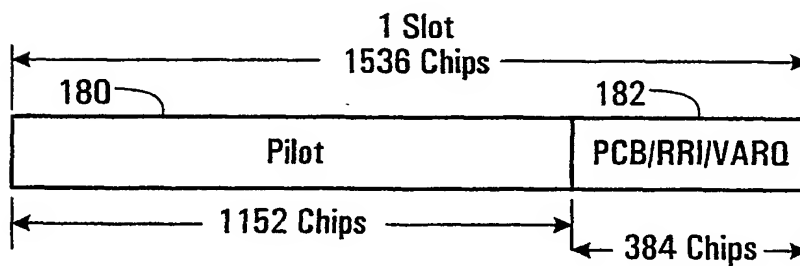 1 Slot
1536 Chips
180
182
Pilot
PCB/RRI/VARQ
1152 Chips
384 Chips